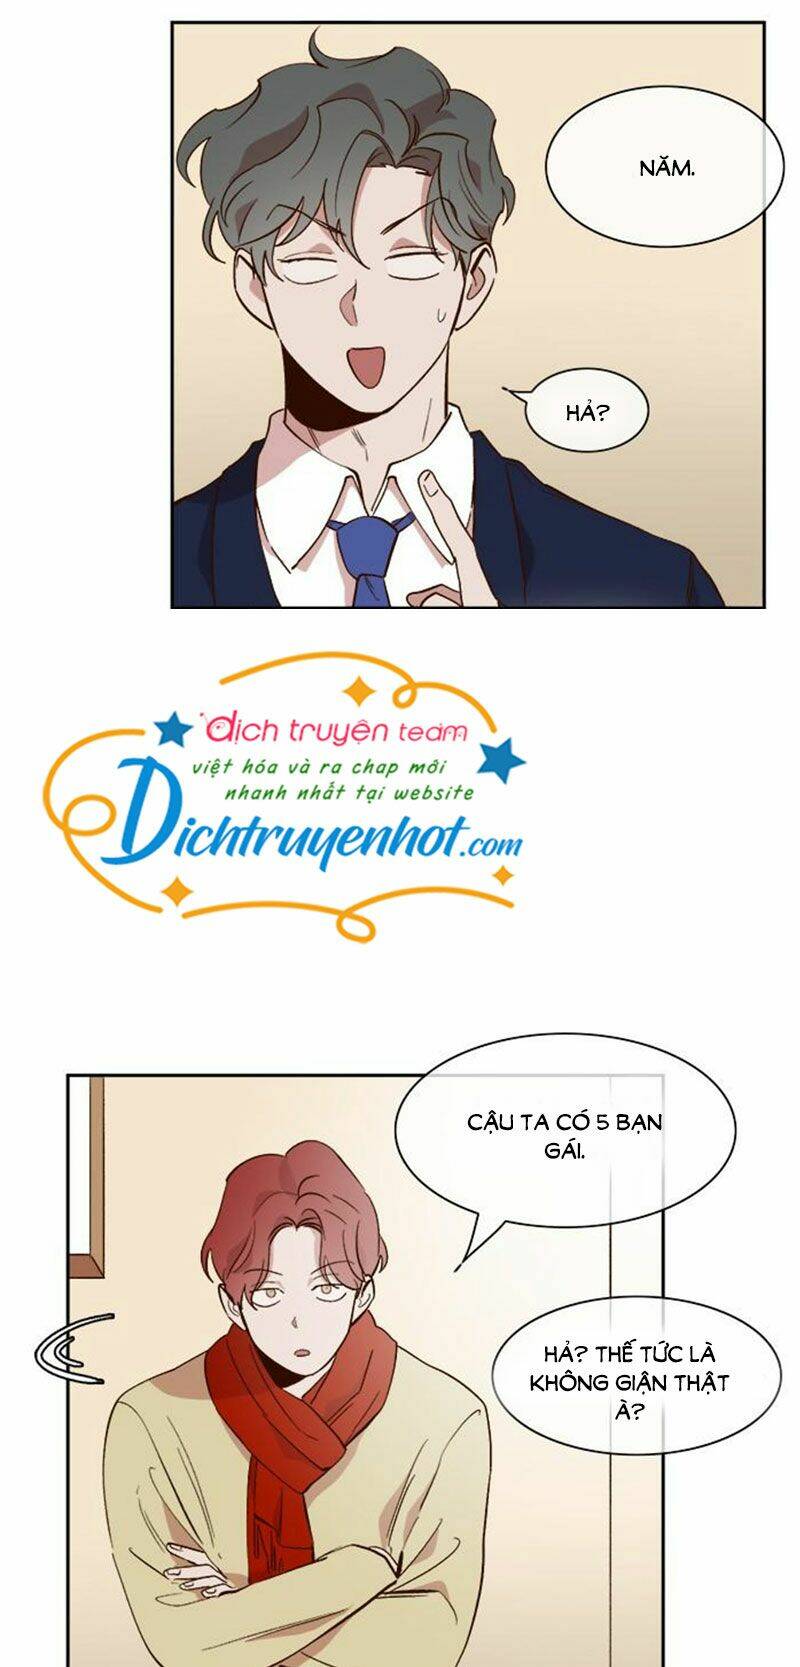 NĂM.
HẢ?
dịch truyện team
việt hóa và ra chap mới
nhanh nhất tại website
Dichtruyenhot.com
CẬU TA CÓ 5 BẠN
GÁI.
HẢ? THẾ TỨC LÀ
KHÔNG GIẬN THẬT
À?